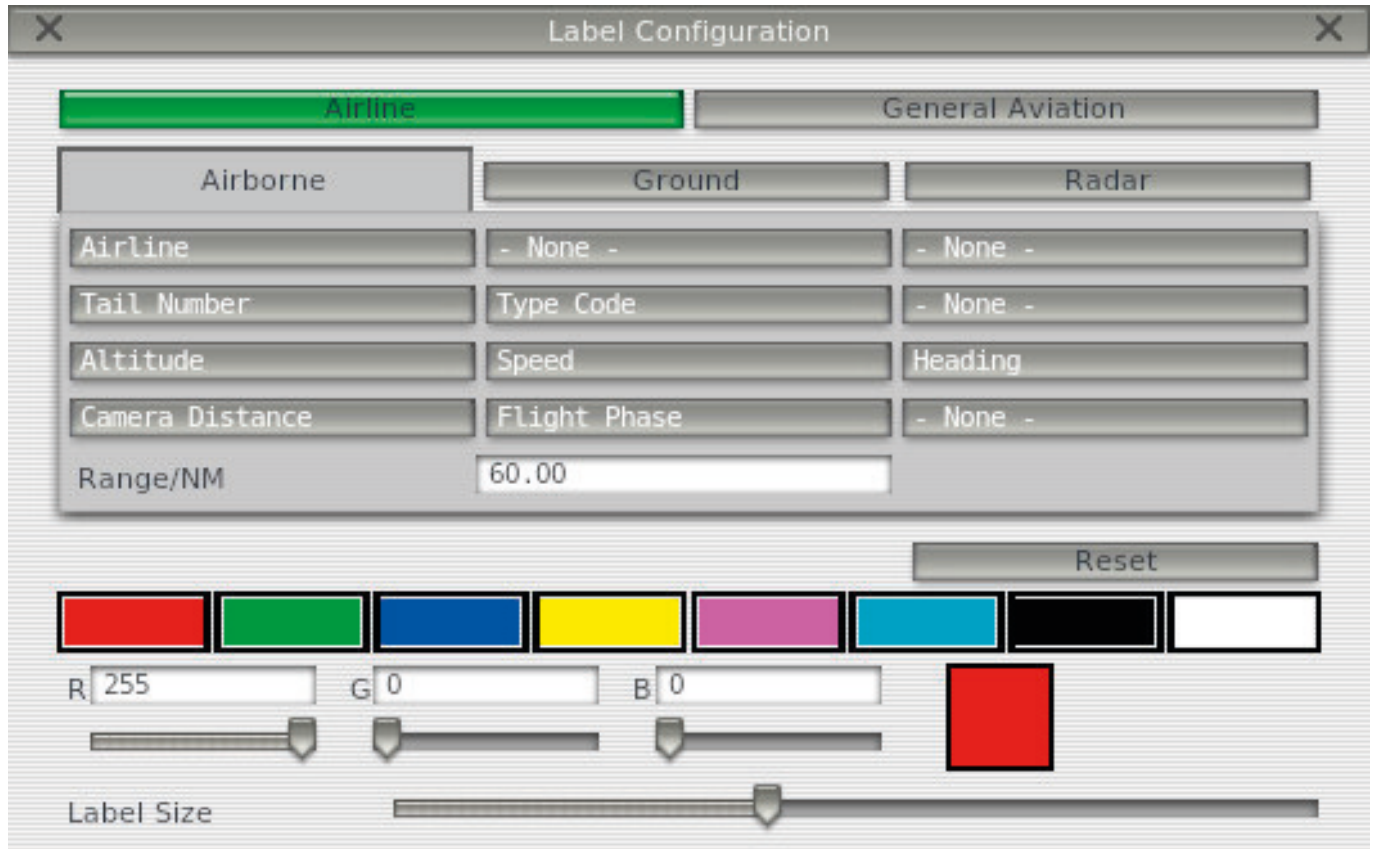 Label Configuration
Airline General Aviation
Airborne Ground Radar
Airline - None - - None -
Tail Number Type Code - None -
Altitude Speed Heading
Camera Distance Flight Phase - None -
Range/NM 60.00
Reset
R 255 G 0 B 0
Label Size